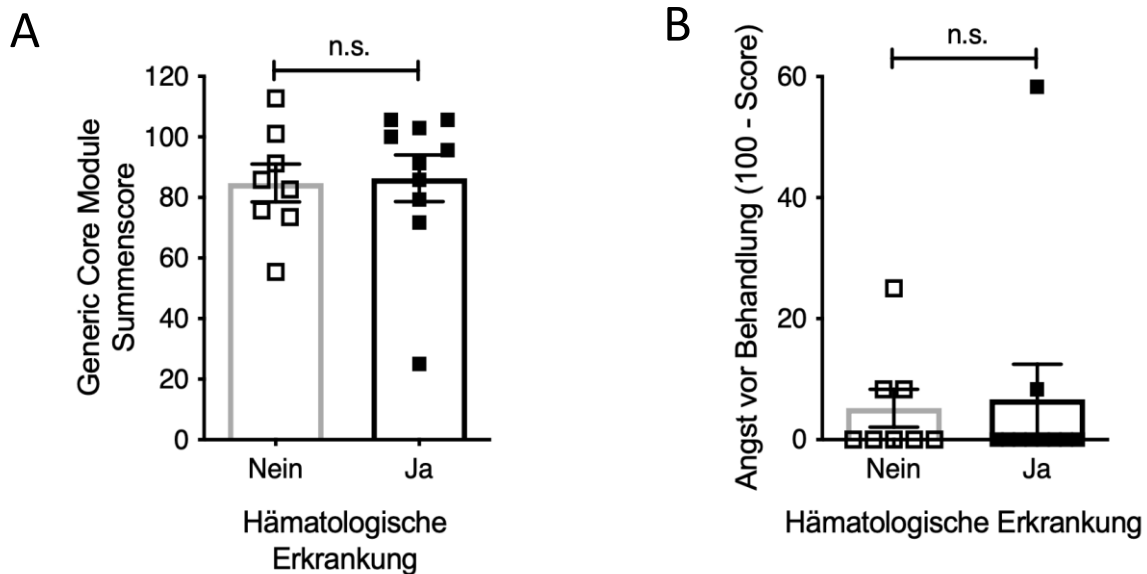 A
n.s.
Generic Core Module
Summenscore
120
100
80
60
40
20
0
Nein
Ja
Hämatologische
Erkrankung
B
n.s.
Angst vor Behandlung (100 - Score)
60
40
20
0
Nein
Ja
Hämatologische Erkrankung